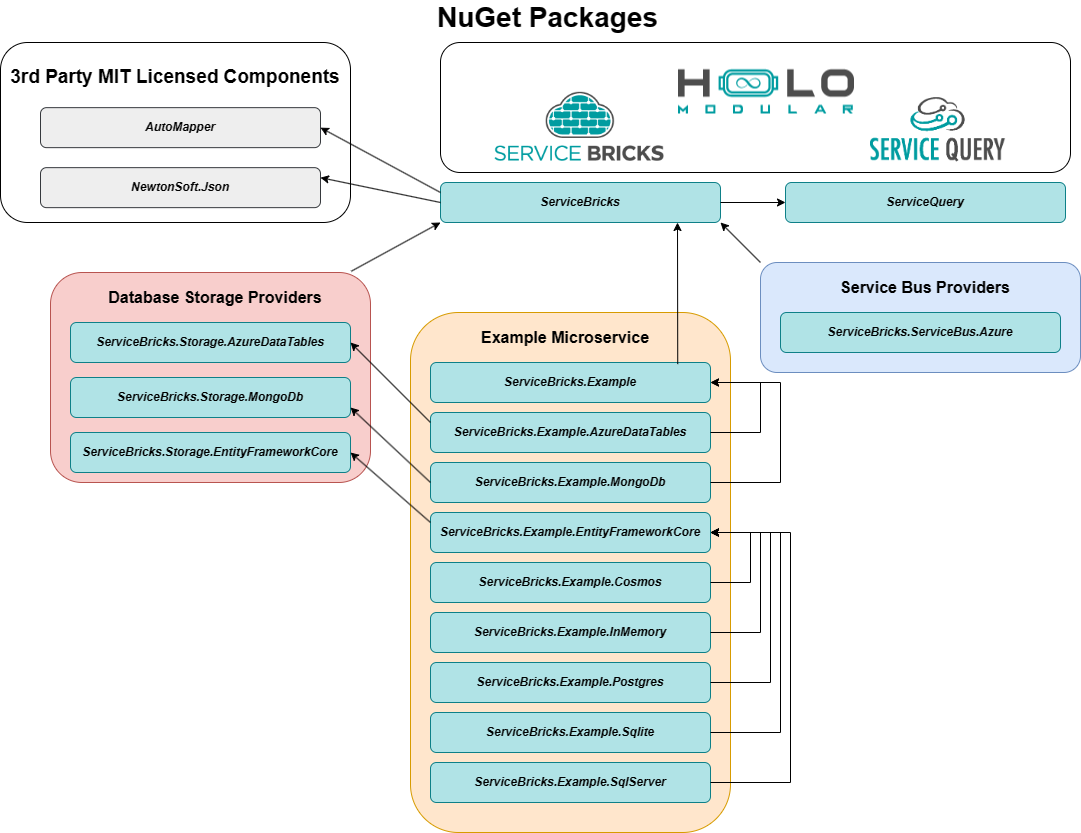 NuGet Packages
3rd Party MIT Licensed Components
AutoMapper
NewtonSoft.Json
HOLO
MODULAR
SERVICE BRICKS
SERVICE QUERY
ServiceBricks
ServiceQuery
Database Storage Providers
ServiceBricks.Storage.AzureDataTables
ServiceBricks.Storage.MongoDb
ServiceBricks.Storage.EntityFrameworkCore
Service Bus Providers
ServiceBricks.ServiceBus.Azure
Example Microservice
ServiceBricks.Example
ServiceBricks.Example.AzureDataTables
ServiceBricks.Example.MongoDb
ServiceBricks.Example.EntityFrameworkCore
ServiceBricks.Example.Cosmos
ServiceBricks.Example.InMemory
ServiceBricks.Example.Postgres
ServiceBricks.Example.Sqlite
ServiceBricks.Example.SqlServer